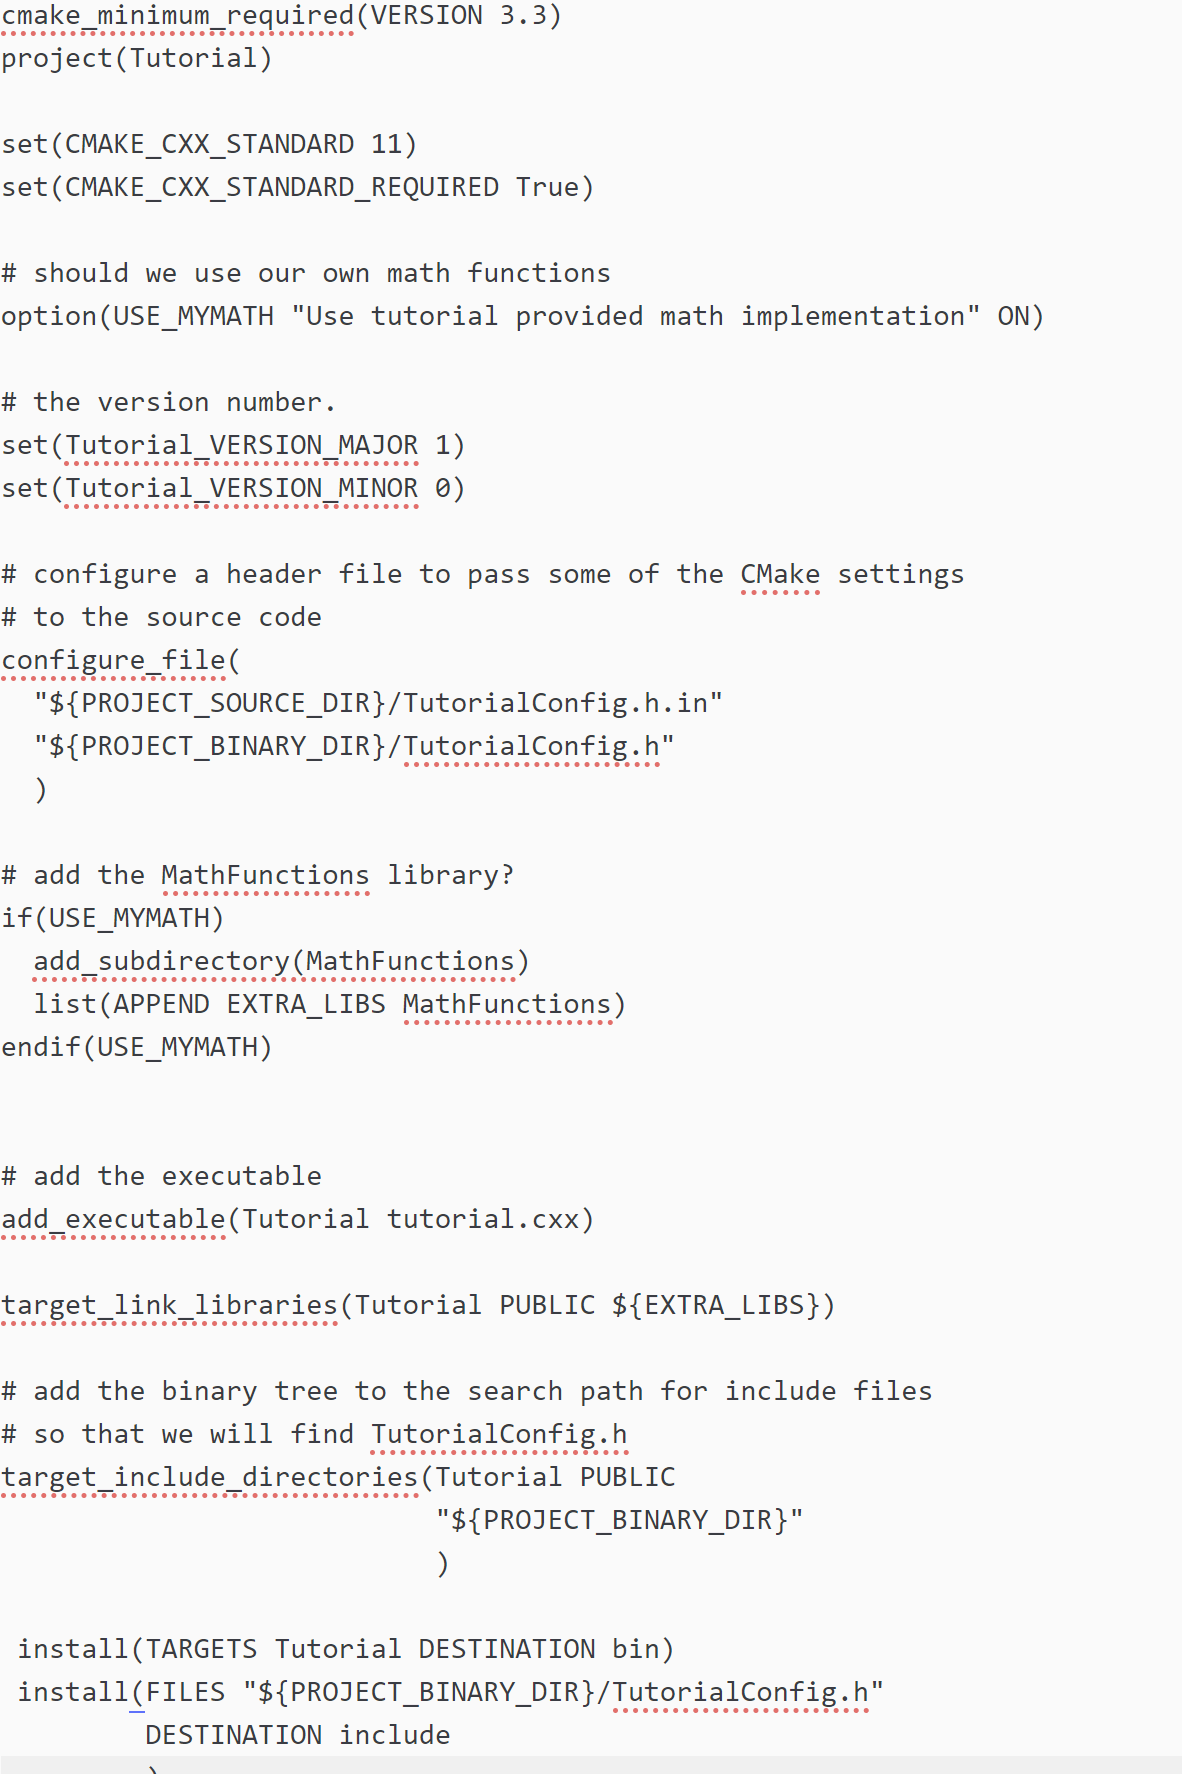 cmake_minimum_required(VERSION 3.3)
project(Tutorial)

set(CMAKE_CXX_STANDARD 11)
set(CMAKE_CXX_STANDARD_REQUIRED True)

# should we use our own math functions
option(USE_MYMATH "Use tutorial provided math implementation" ON)

# the version number.
set(Tutorial_VERSION_MAJOR 1)
set(Tutorial_VERSION_MINOR 0)

# configure a header file to pass some of the CMake settings
# to the source code
configure_file(
  "${PROJECT_SOURCE_DIR}/TutorialConfig.h.in"
  "${PROJECT_BINARY_DIR}/TutorialConfig.h"
  )

# add the MathFunctions library?
if(USE_MYMATH)
  add_subdirectory(MathFunctions)
  list(APPEND EXTRA_LIBS MathFunctions)
endif(USE_MYMATH)


# add the executable
add_executable(Tutorial tutorial.cxx)

target_link_libraries(Tutorial PUBLIC ${EXTRA_LIBS})

# add the binary tree to the search path for include files
# so that we will find TutorialConfig.h
target_include_directories(Tutorial PUBLIC
                           "${PROJECT_BINARY_DIR}"
                           )

 install(TARGETS Tutorial DESTINATION bin)
 install(FILES "${PROJECT_BINARY_DIR}/TutorialConfig.h"
         DESTINATION include
         )